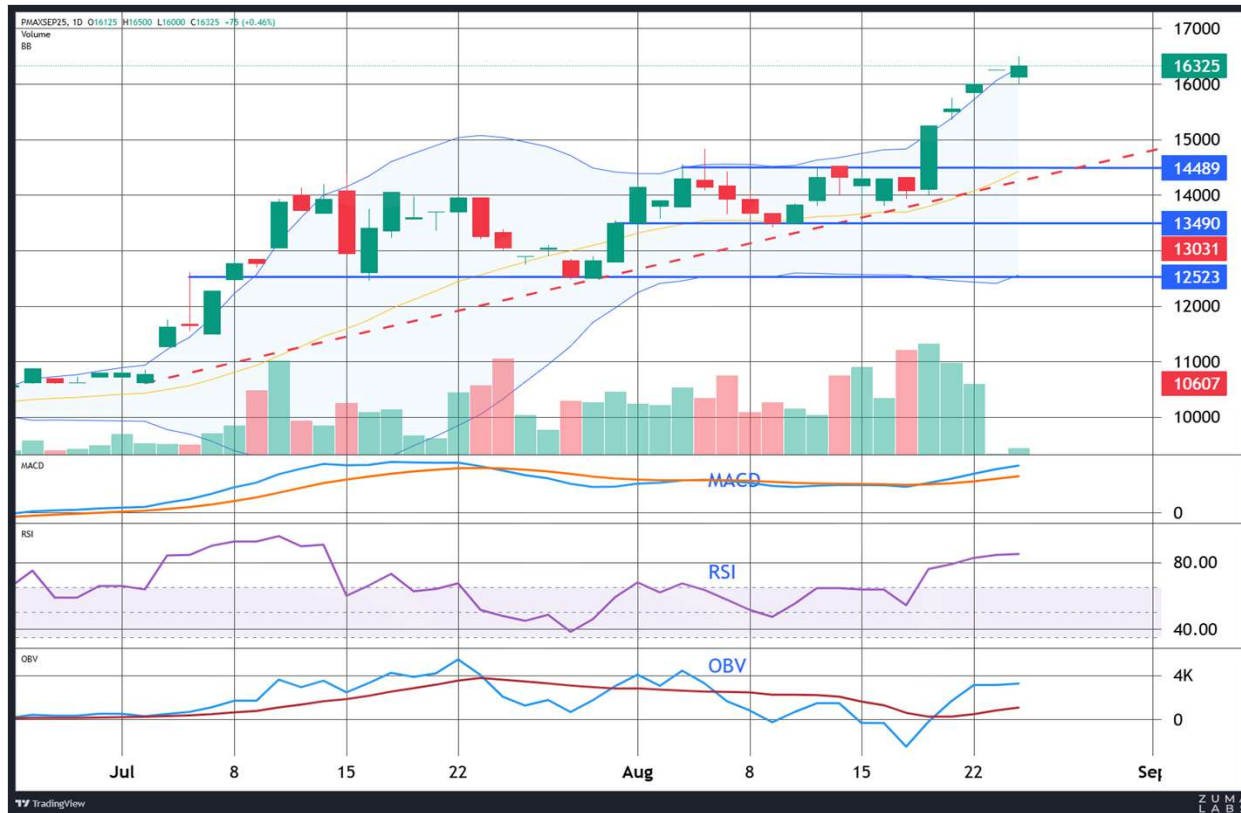 PMAXSEP25, 1D O16125 H16500 L16000 C16325 +75 (+0.46%)
Volume
BB
17000
16325
16000
15000
14489
14000
13490
13031
12523
12000
11000
10607
10000
MACD
MACD
0
RSI
RSI
80.00
40.00
OBV
OBV
4K
0
Jul 8 15 22 Aug 8 15 22 Sep
TradingView
ZUMA
LABS